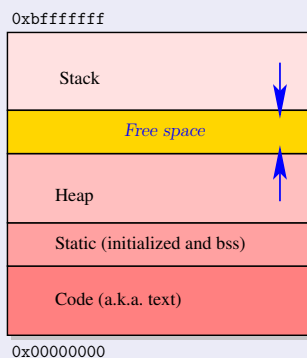 0xbfffffff
Stack
Free space
Heap
Static (initialized and bss)
Code (a.k.a. text)
0x00000000